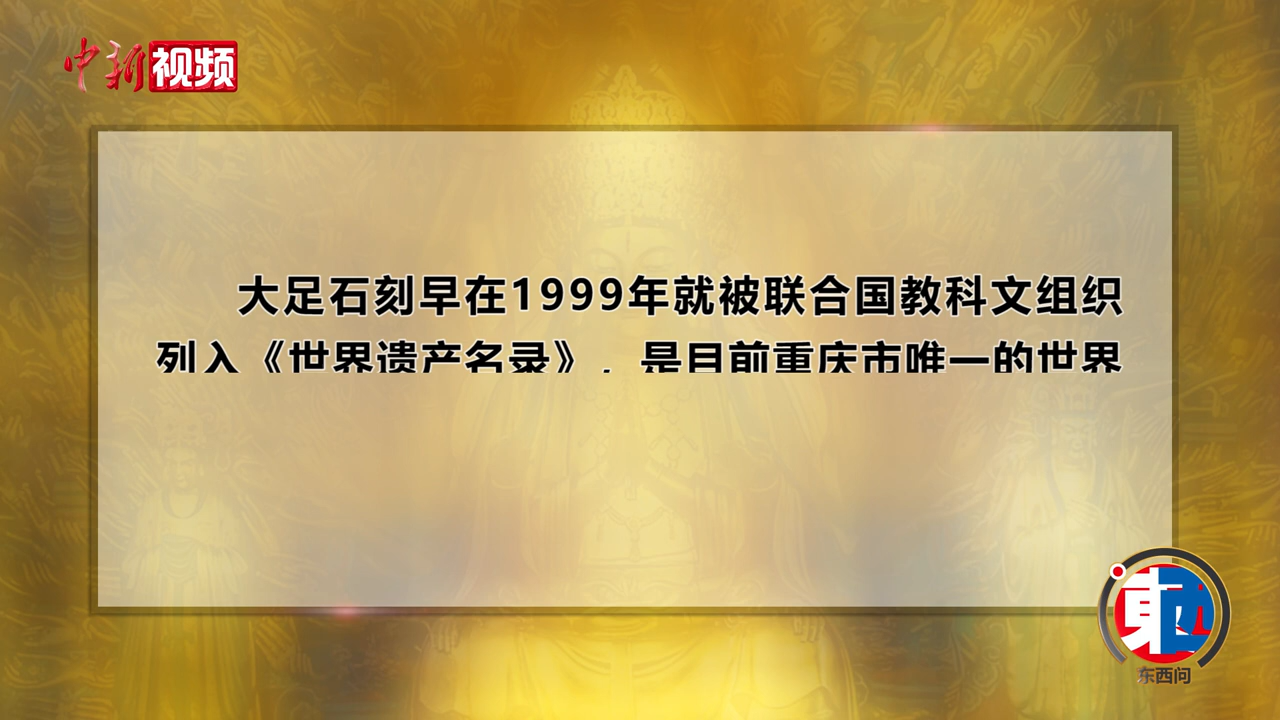 中新视频
大足石刻早在1999年就被联合国教科文组织
列入《世界遗产名录》，是目前重庆市唯一的世界
東
东西问